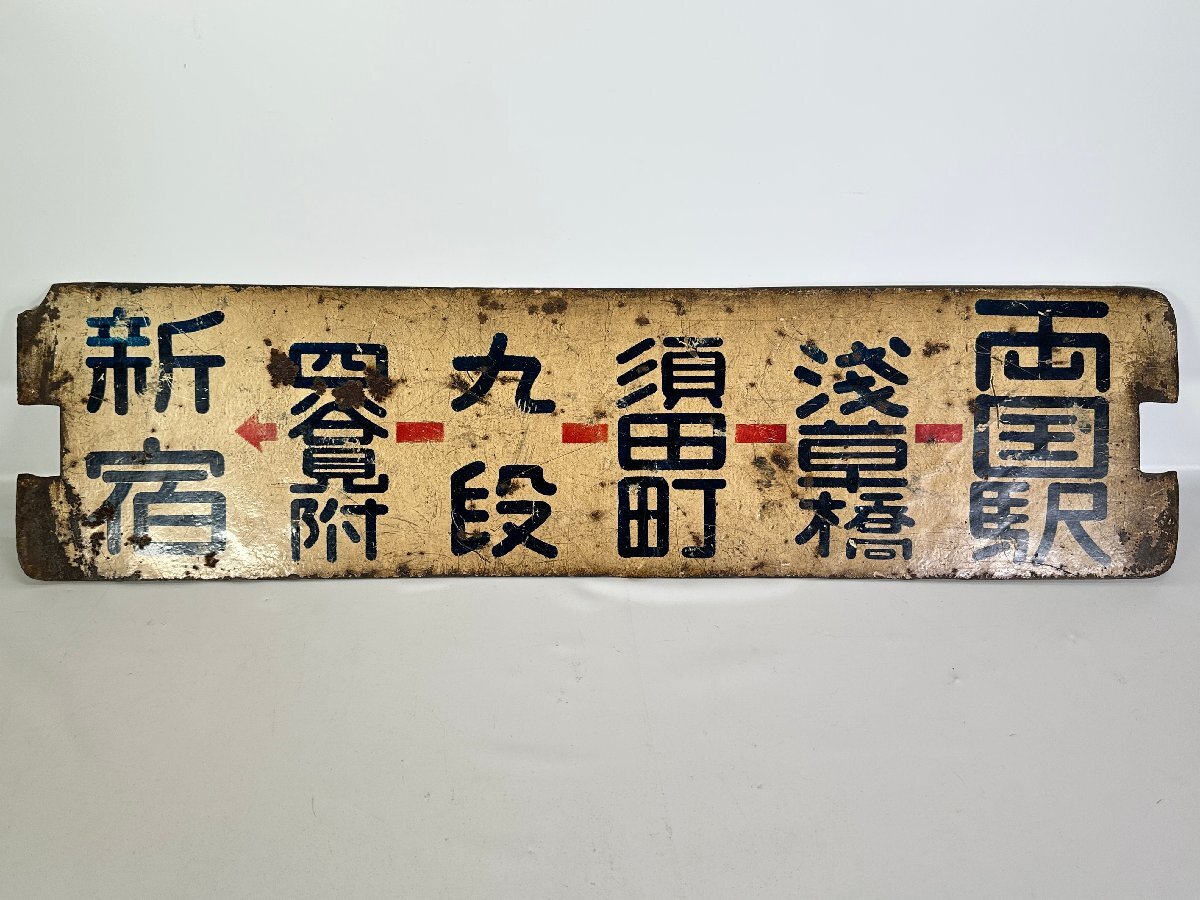 両国駅
浅草橋
須田町
九段
四谷見附
新宿